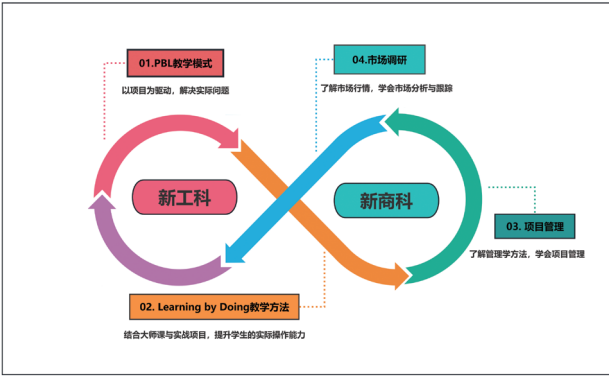 01.PBL教学模式
以项目为驱动，解决实际问题
04.市场调研
了解市场行情，学会市场分析与跟踪
新工科
新商科
03. 项目管理
了解管理学方法，学会项目管理
02. Learning by Doing教学方法
结合大师课与实战项目，提升学生的实际操作能力